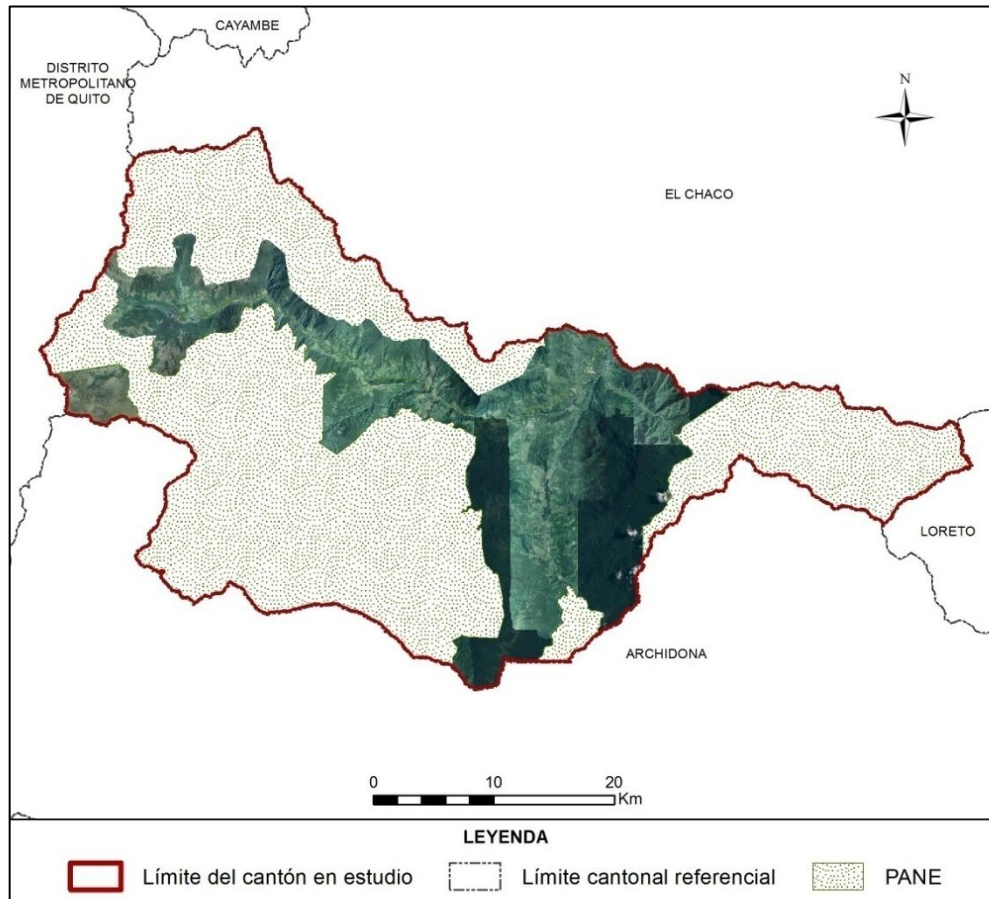 CAYAMBE
DISTRITO
METROPOLITANO
DE QUITO
N
EL CHACO
LORETO
ARCHIDONA
0 10 20
Km
LEYENDA
Límite del cantón en estudio Límite cantonal referencial PANE